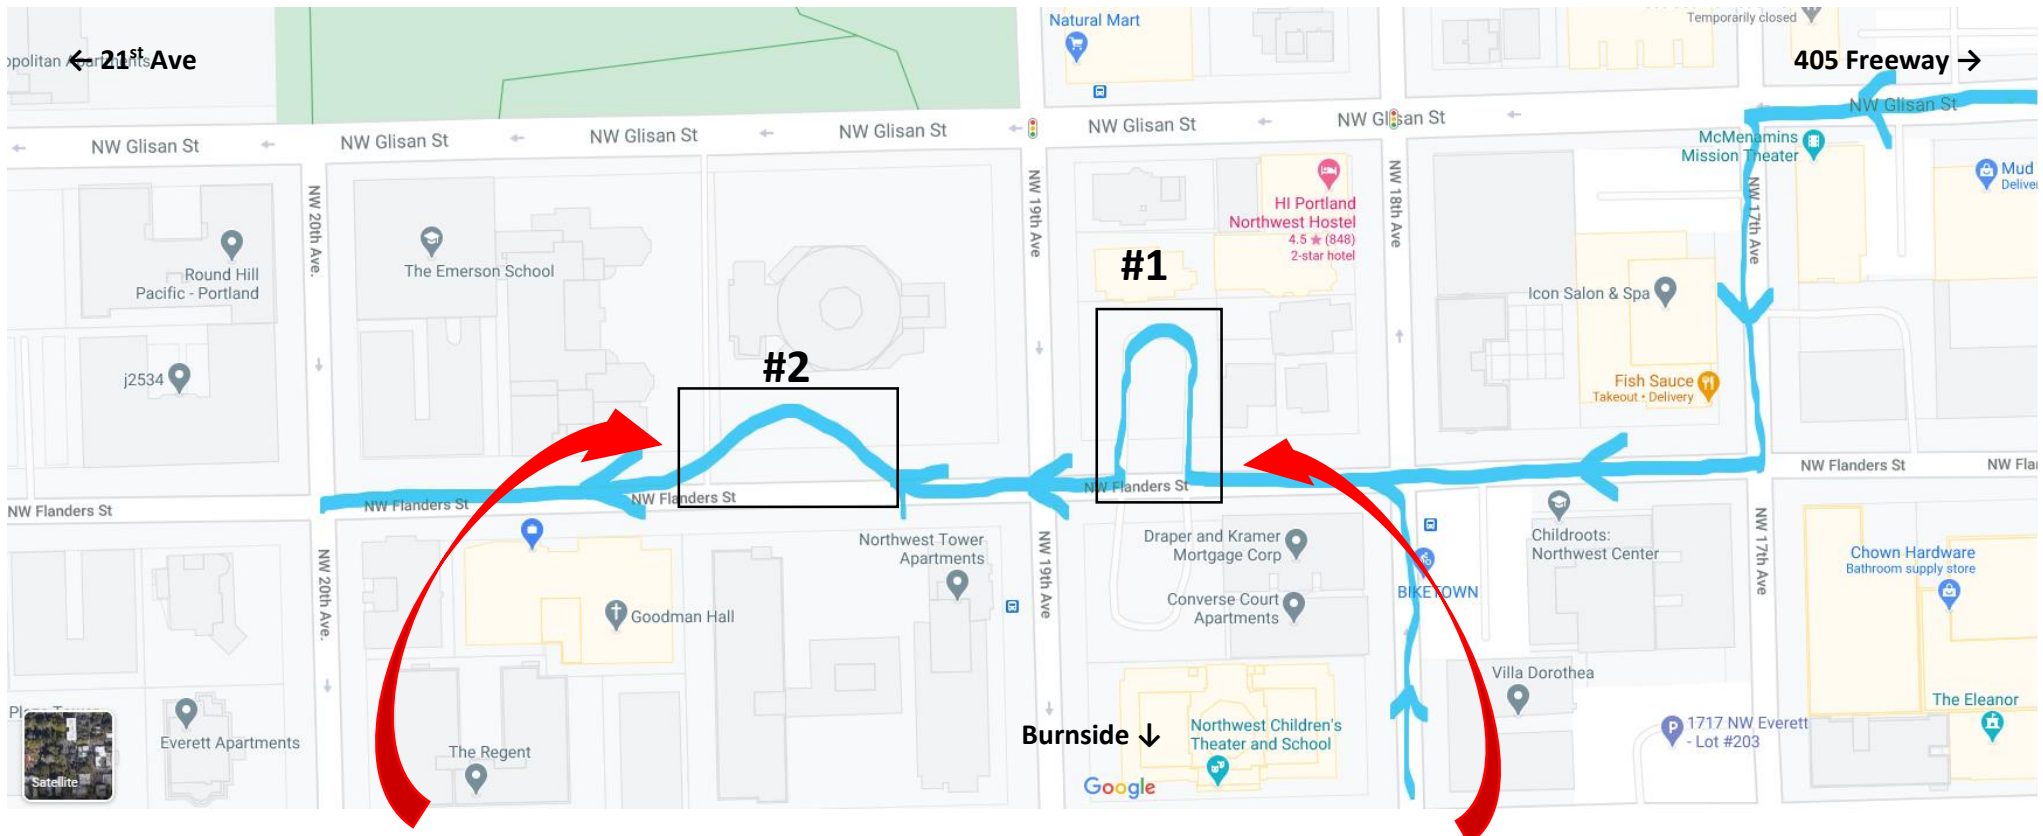 Natural Mart
Temporarily closed
opolitan Apartments
← 21st Ave
405 Freeway →
NW Glisan St
NW Glisan St
NW Glisan St
NW Glisan St
NW Glisan St
NW Glisan St
NW Glisan St
McMenamins
Mission Theater
Mud
Deliver
NW 20th Ave.
NW 19th Ave
NW 18th Ave
NW 17th Ave
HI Portland
Northwest Hostel
4.5 ★ (848)
2-star hotel
The Emerson School
Round Hill
Pacific - Portland
#1
Icon Salon & Spa
#2
j2534
Fish Sauce
Takeout • Delivery
NW Flanders St
NW Flanders St
NW Flanders St
NW Flanders St
NW Flanders St
NW Fla
Northwest Tower
Apartments
Draper and Kramer
Mortgage Corp
Childroots:
Northwest Center
Chown Hardware
Bathroom supply store
NW 20th Ave.
NW 19th Ave
NW 17th Ave
BIKETOWN
Converse Court
Apartments
Goodman Hall
Villa Dorothea
The Eleanor
Everett Apartments
The Regent
Burnside ↓
Northwest Children's
Theater and School
P
1717 NW Everett
- Lot #203
Satellite
Google